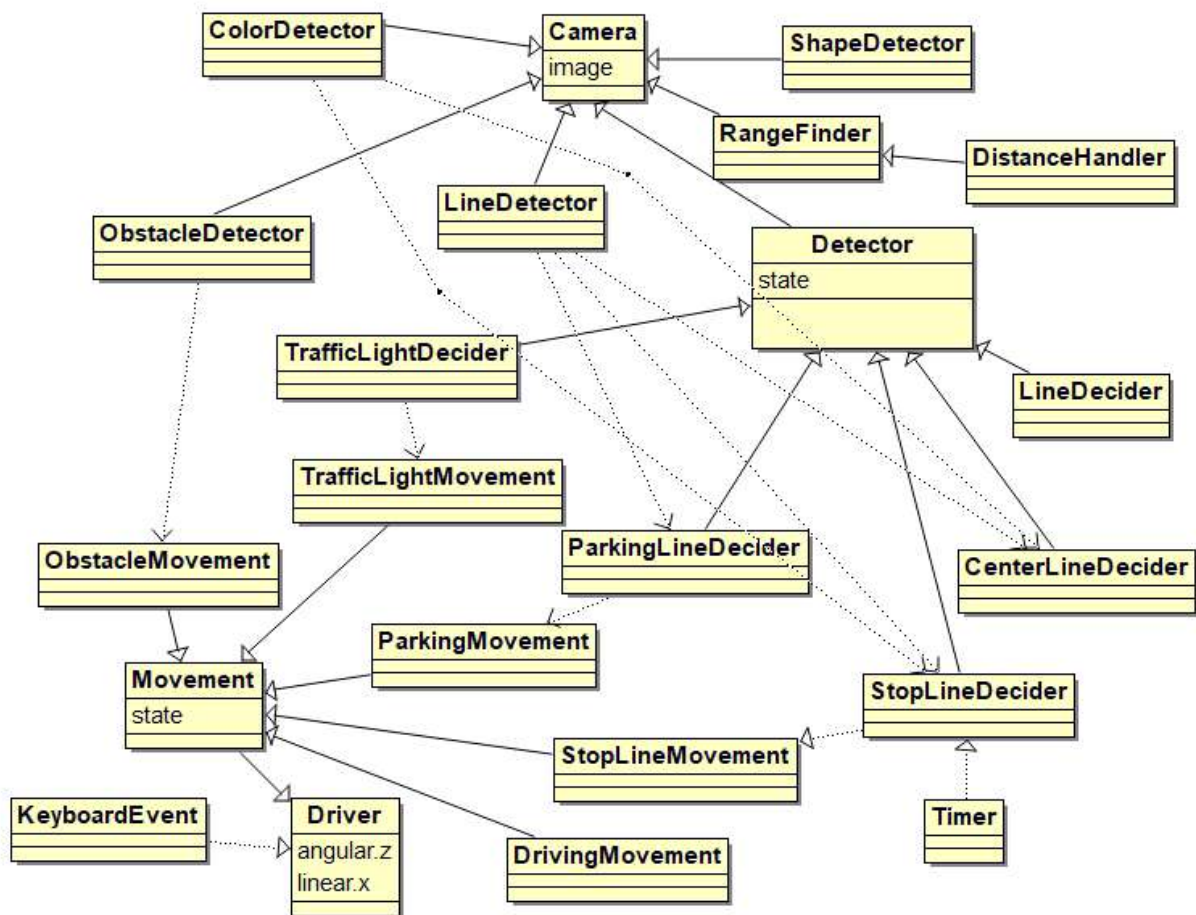 ColorDetector
Camera
image
ShapeDetector
RangeFinder
DistanceHandler
LineDetector
ObstacleDetector
Detector
state
TrafficLightDecider
LineDecider
TrafficLightMovement
ObstacleMovement
ParkingLineDecider
CenterLineDecider
ParkingMovement
Movement
state
StopLineDecider
StopLineMovement
KeyboardEvent
Driver
angular.z
linear.x
Timer
DrivingMovement